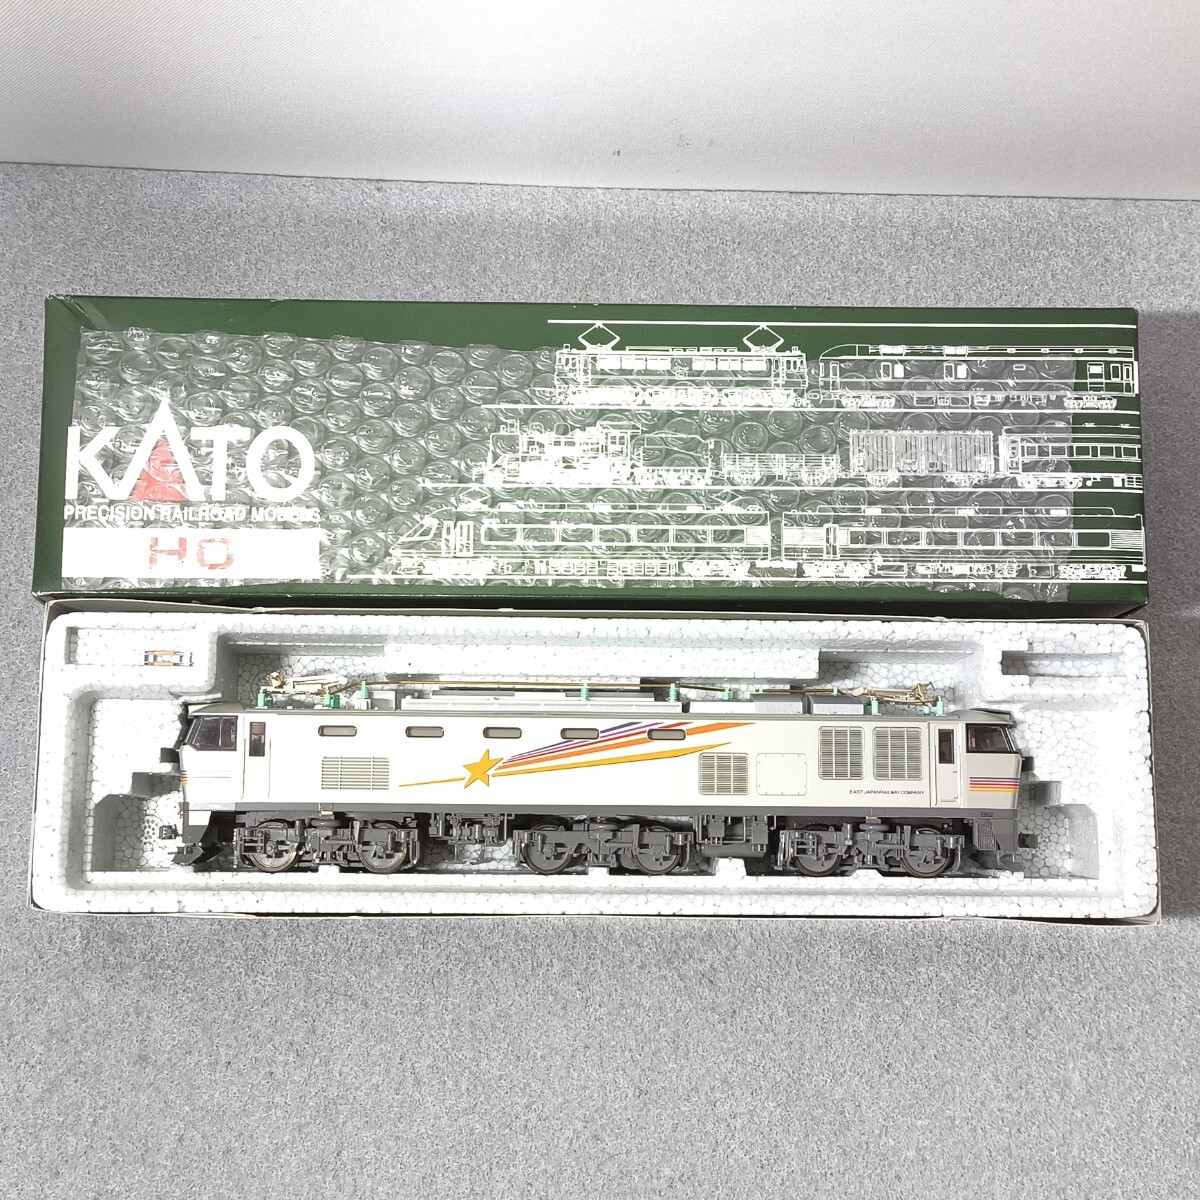 KATO
PRECISION RAILROAD MODELS
HO
EAST JAPAN RAILWAY COMPANY